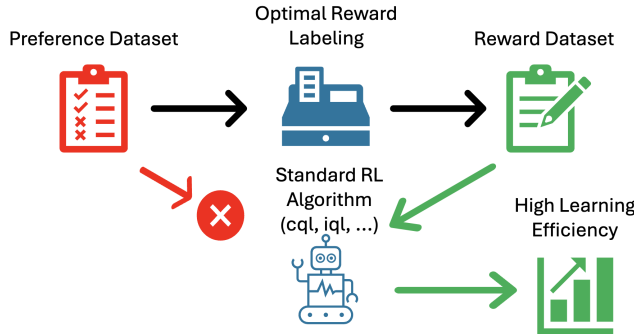 Preference Dataset
Optimal Reward
Labeling
Reward Dataset
Standard RL
Algorithm
(cql, iql, ...)
High Learning
Efficiency